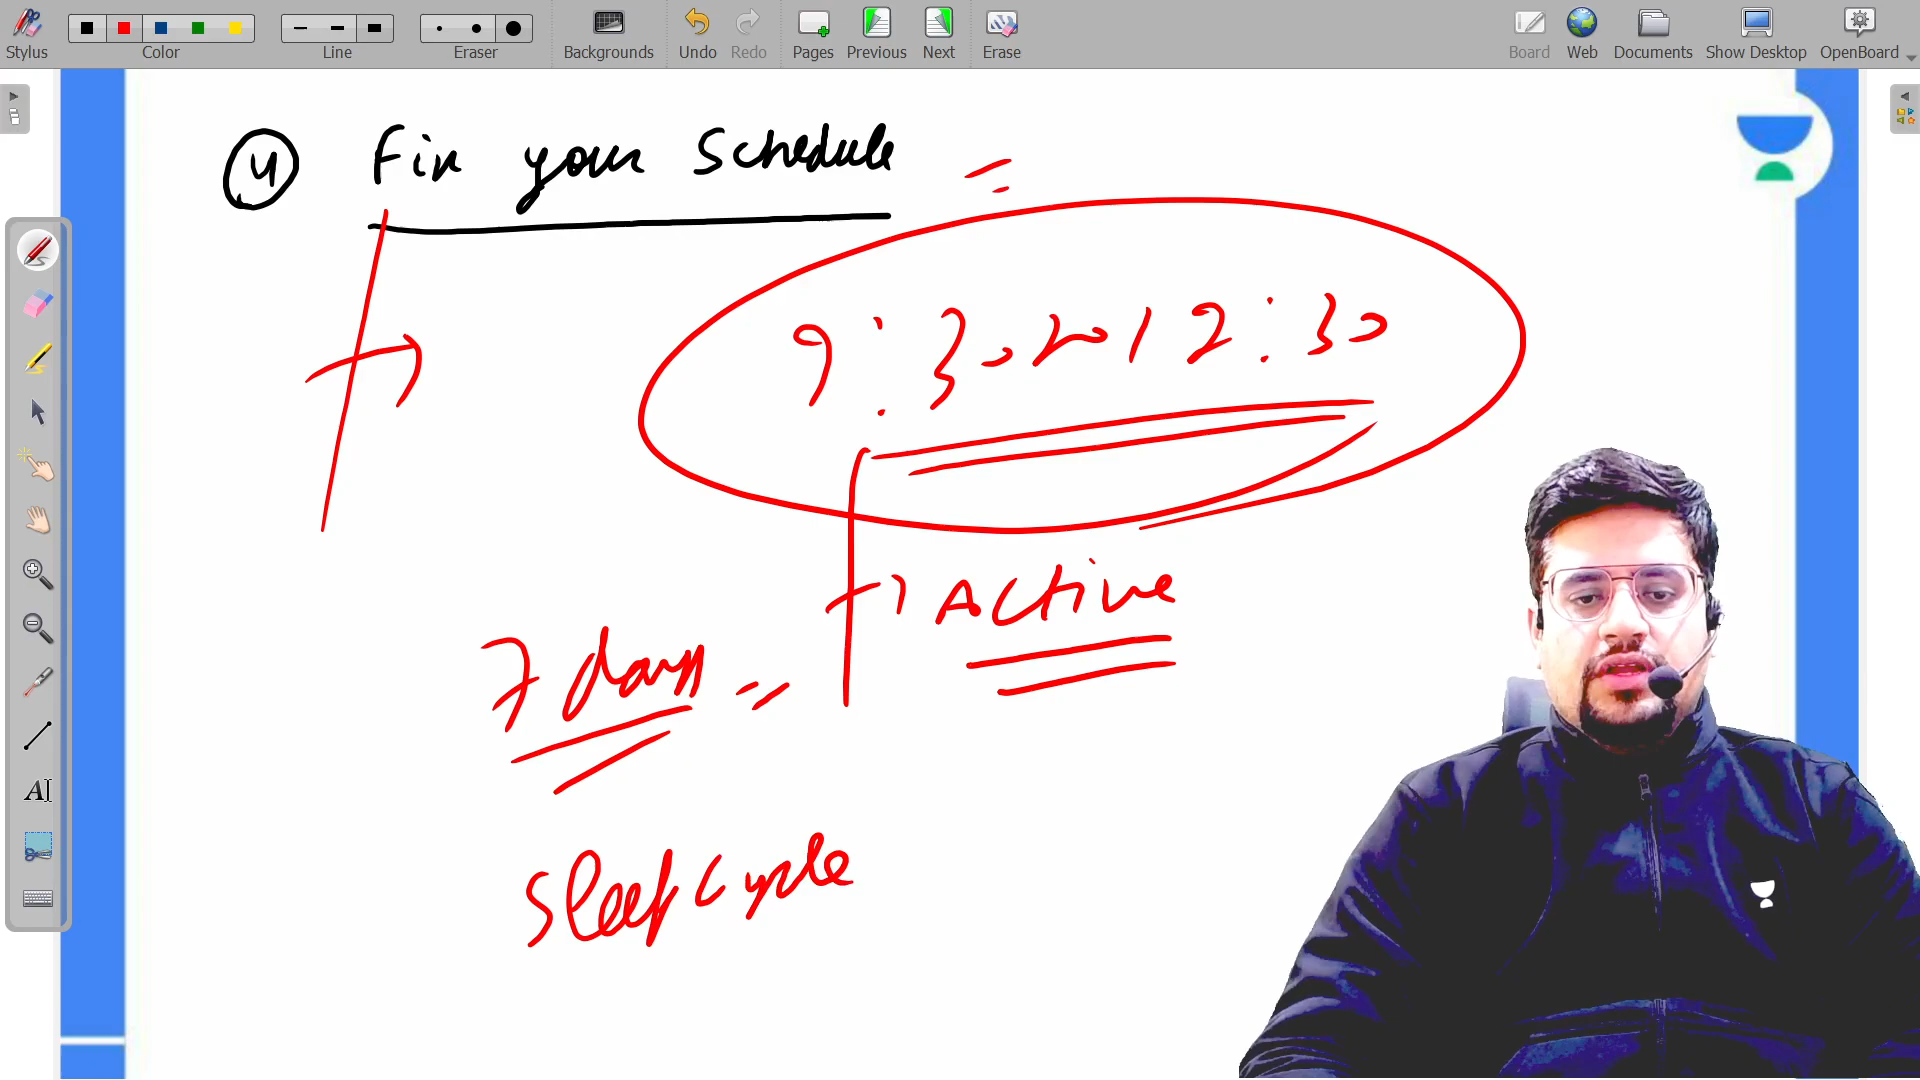 Stylus Color Line Eraser Backgrounds Undo Redo Pages Previous Next Erase Board Web Documents Show Desktop OpenBoard
4 Fix your Schedule
9:30 to 12:30
Active
7 days
Sleep cycle